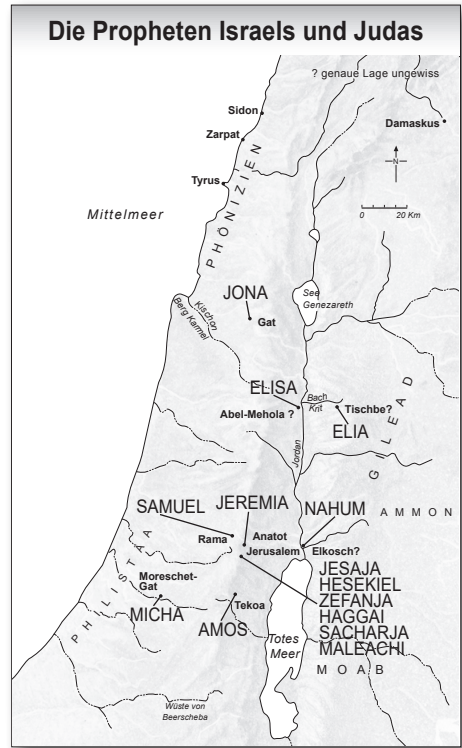 Die Propheten Israels und Judas
? genaue Lage ungewiss
Sidon
Damaskus
Zarpat
N
Tyrus
PHÖNIZIEN
0 20 Km
Mittelmeer
JONA
See
Genezareth
Kischon
Berg Karmel
Gat
ELISA
Bach
Krit
Abel-Mehola ?
Tischbe?
ELIA
GILEAD
Jordan
SAMUEL
JEREMIA
NAHUM
AMMON
Rama
Anatot
Jerusalem
Elkosch?
JESAJA
HESEKIEL
ZEFANJA
HAGGAI
SACHARJA
MALEACHI
PHILISTÄA
Moreschet-
Gat
MICHA
Tekoa
AMOS
Totes
Meer
MOAB
Wüste von
Beerscheba